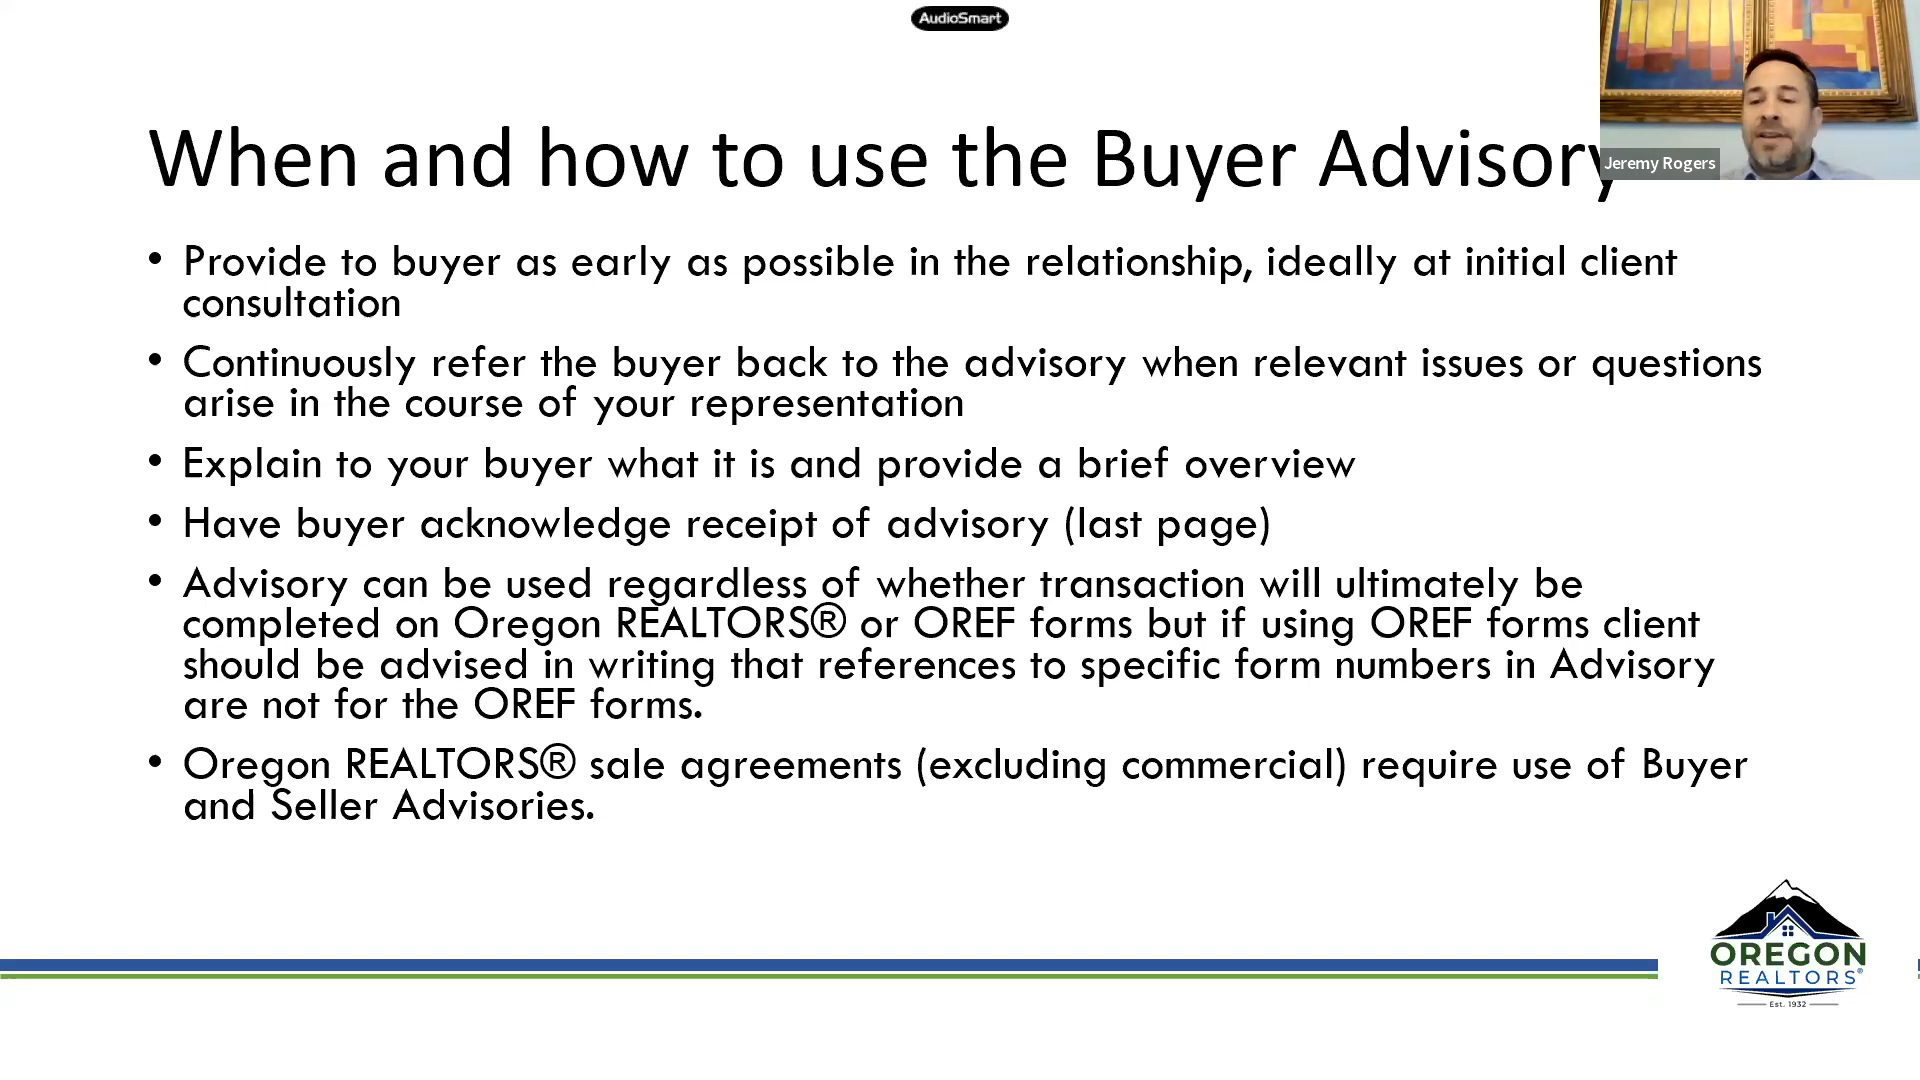 AudioSmart
When and how to use the Buyer Advisory
Jeremy Rogers
• Provide to buyer as early as possible in the relationship, ideally at initial client
consultation
• Continuously refer the buyer back to the advisory when relevant issues or questions
arise in the course of your representation
• Explain to your buyer what it is and provide a brief overview
• Have buyer acknowledge receipt of advisory (last page)
• Advisory can be used regardless of whether transaction will ultimately be
completed on Oregon REALTORS® or OREF forms but if using OREF forms client
should be advised in writing that references to specific form numbers in Advisory
are not for the OREF forms.
• Oregon REALTORS® sale agreements (excluding commercial) require use of Buyer
and Seller Advisories.
OREGON
REALTORS®
Est. 1932